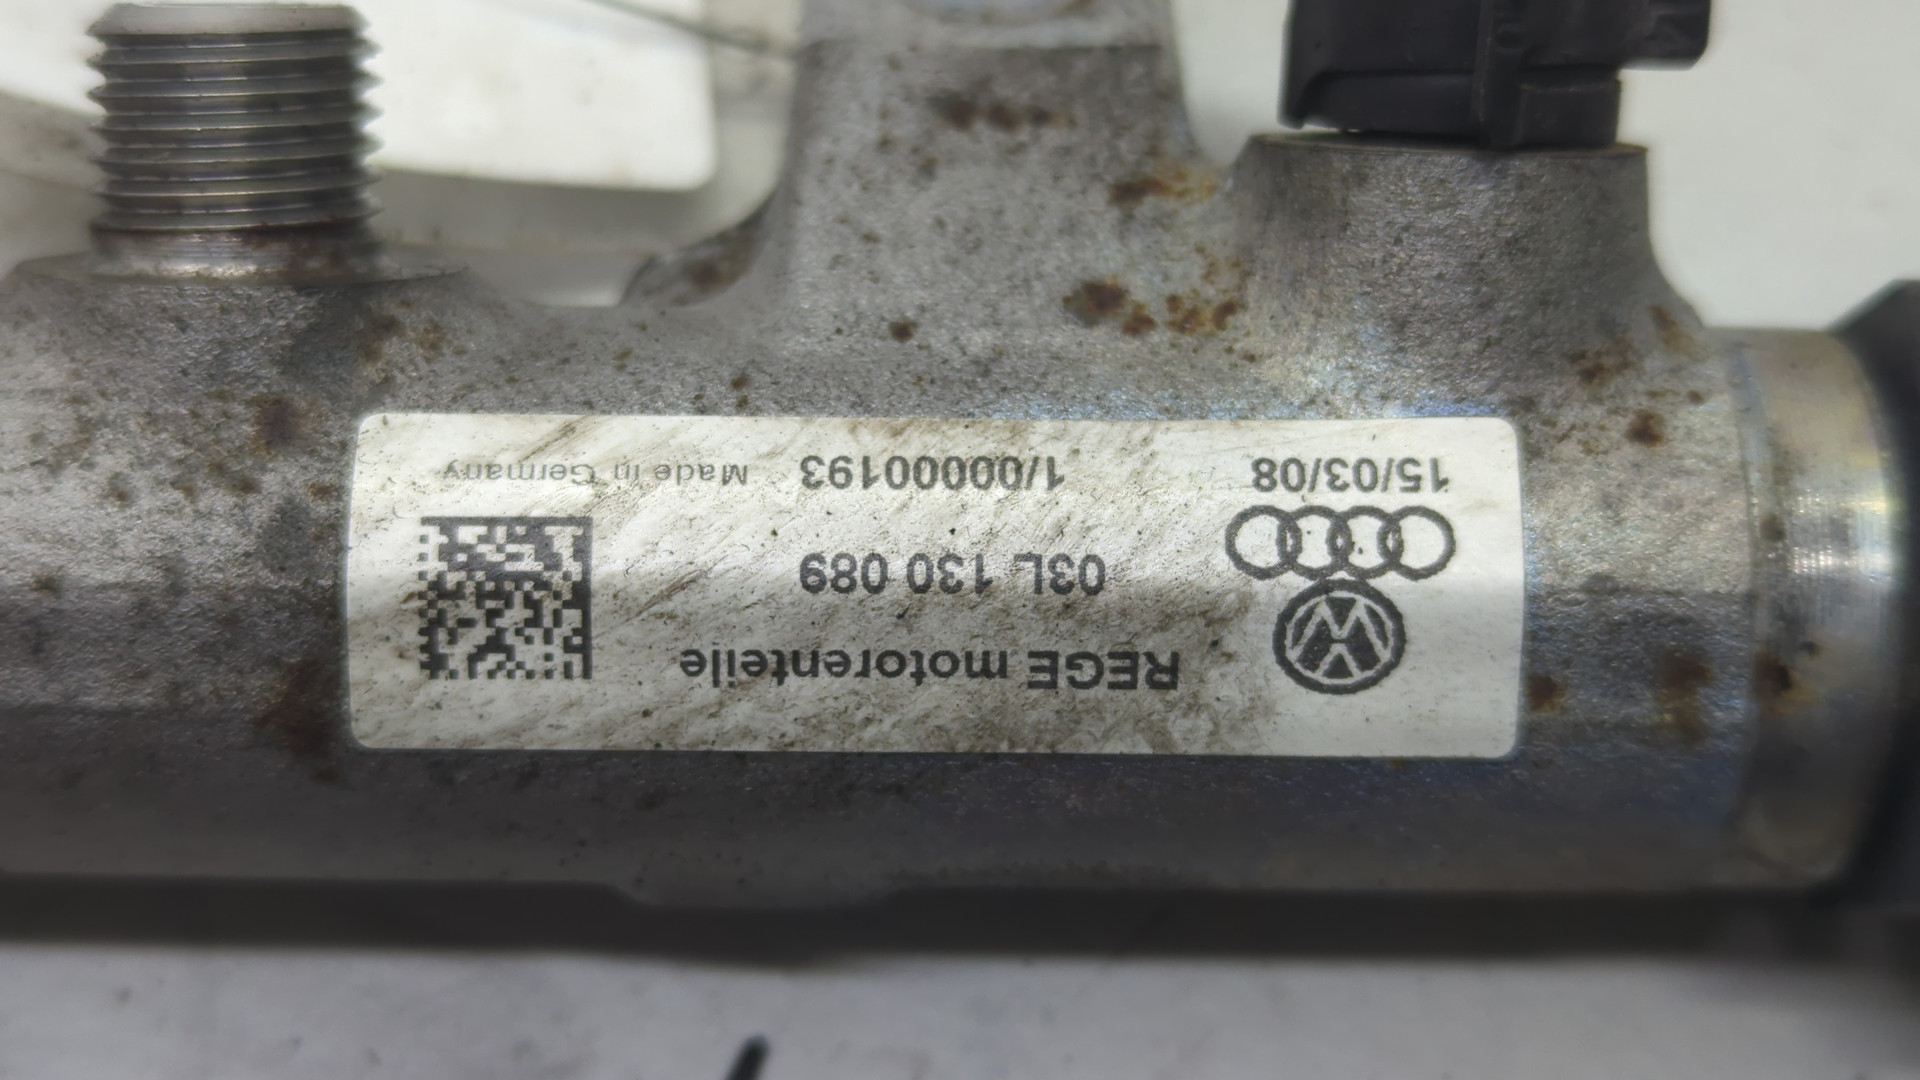 REGE motorenteile
03L 130 089
15/03/08 1/00000193 Made in Germany